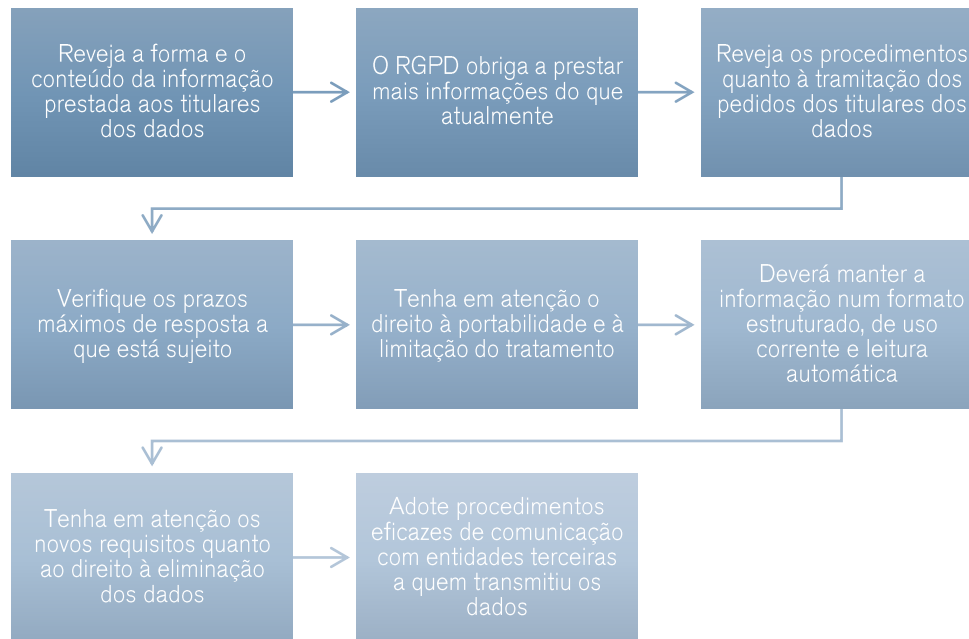 Reveja a forma e o
conteúdo da informação
prestada aos titulares
dos dados
O RGPD obriga a prestar
mais informações do que
atualmente
Reveja os procedimentos
quanto à tramitação dos
pedidos dos titulares dos
dados
Verifique os prazos
máximos de resposta a
que está sujeito
Tenha em atenção o
direito à portabilidade e à
limitação do tratamento
Deverá manter a
informação num formato
estruturado, de uso
corrente e leitura
automática
Tenha em atenção os
novos requisitos quanto
ao direito à eliminação
dos dados
Adote procedimentos
eficazes de comunicação
com entidades terceiras
a quem transmitiu os
dados